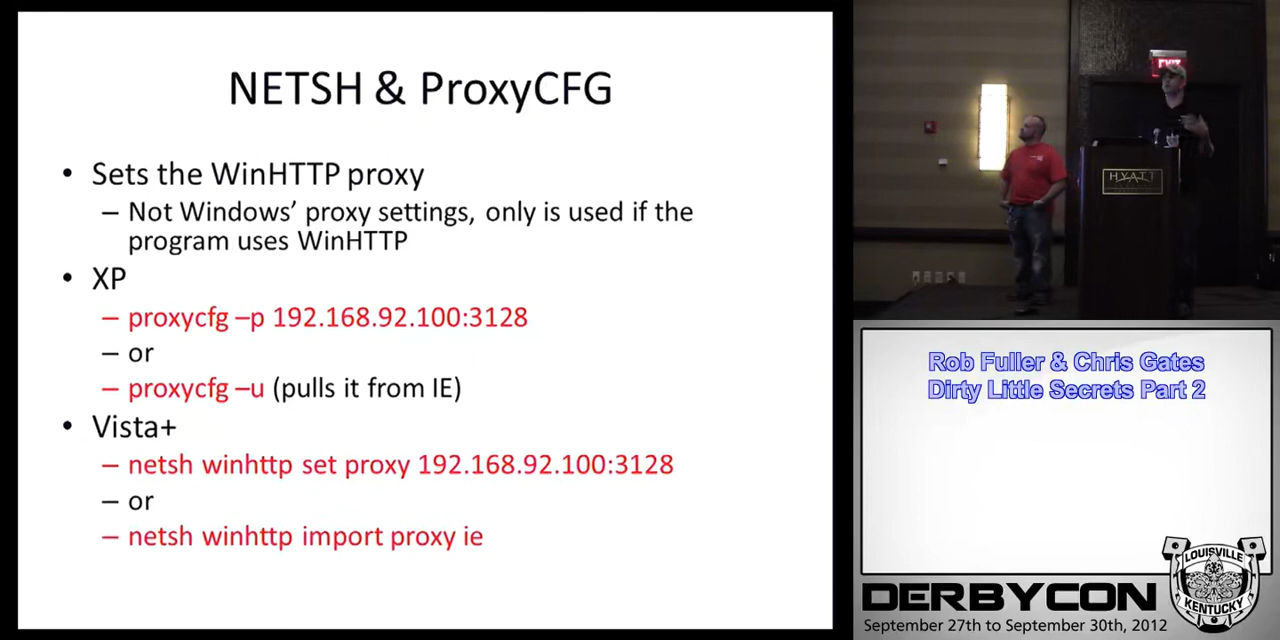 NETSH & ProxyCFG
• Sets the WinHTTP proxy
– Not Windows' proxy settings, only is used if the
program uses WinHTTP
• XP
– proxycfg –p 192.168.92.100:3128
– or
– proxycfg –u (pulls it from IE)
• Vista+
– netsh winhttp set proxy 192.168.92.100:3128
– or
– netsh winhttp import proxy ie
EXIT
HYATT
Rob Fuller & Chris Gates
Dirty Little Secrets Part 2
LOUISVILLE
KENTUCKY
DERBYCON
September 27th to September 30th, 2012